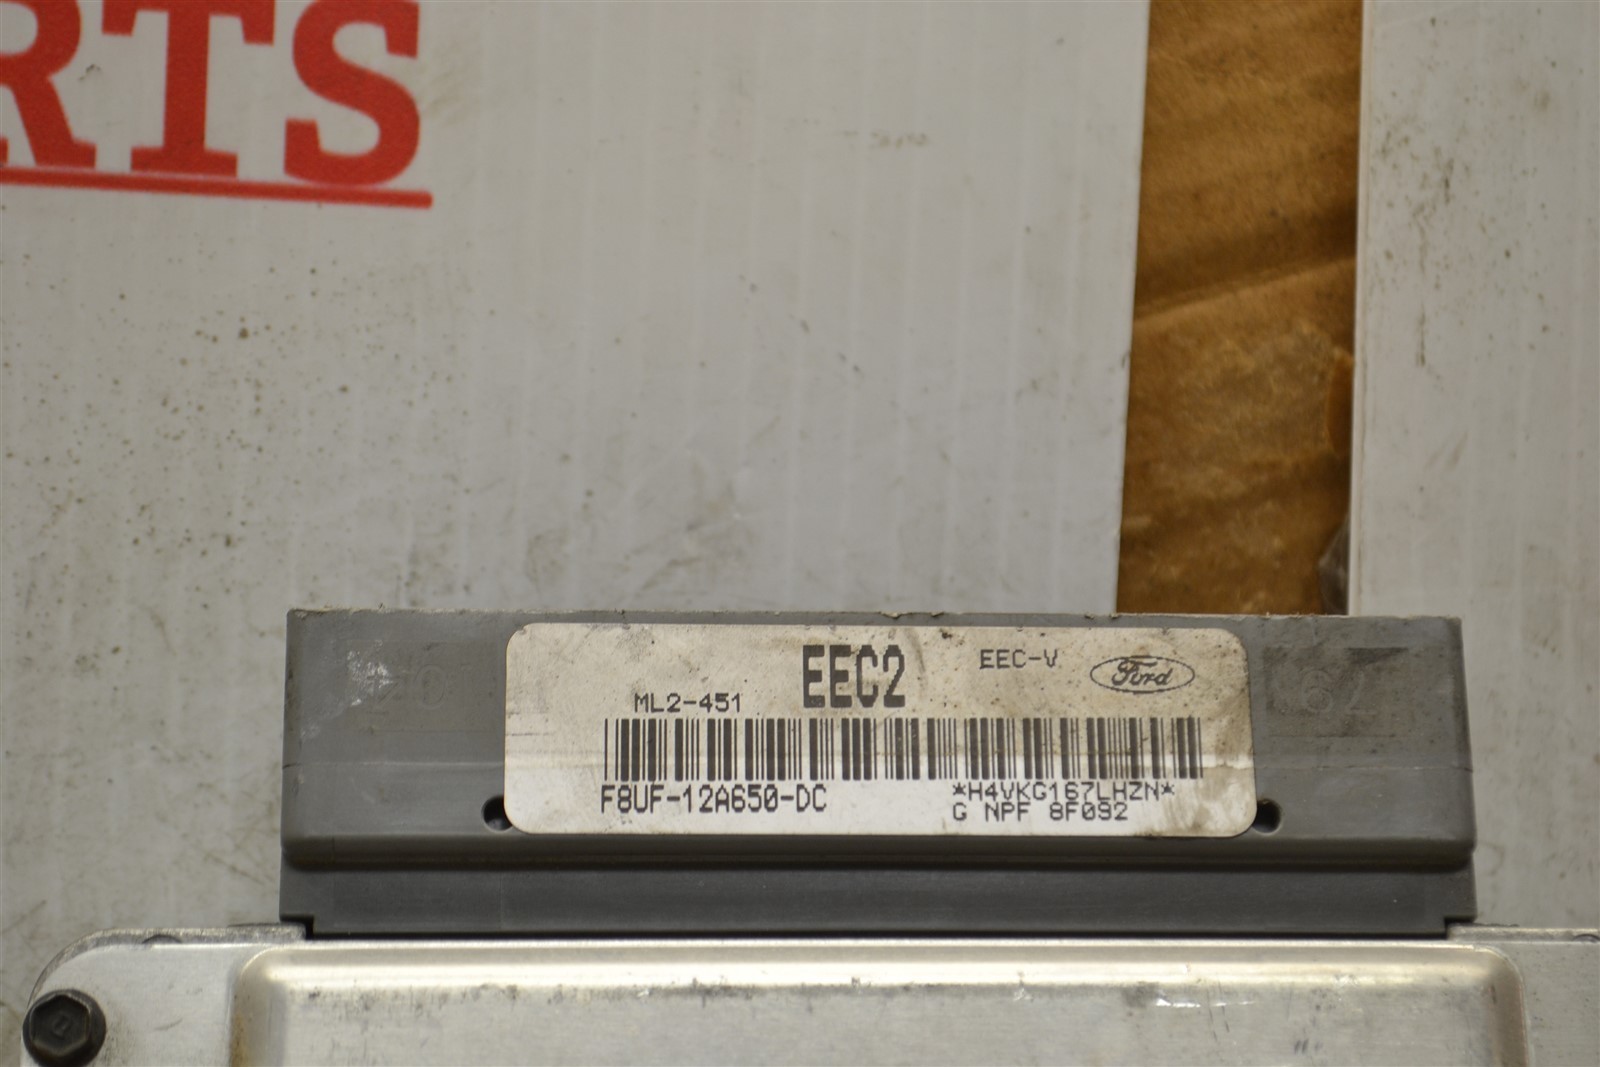 RTS
EEC2
EEC-V
Ford
ML2-451
F8UF-12A650-DC
*H4VKG167LHZN*
G NPF 8F092